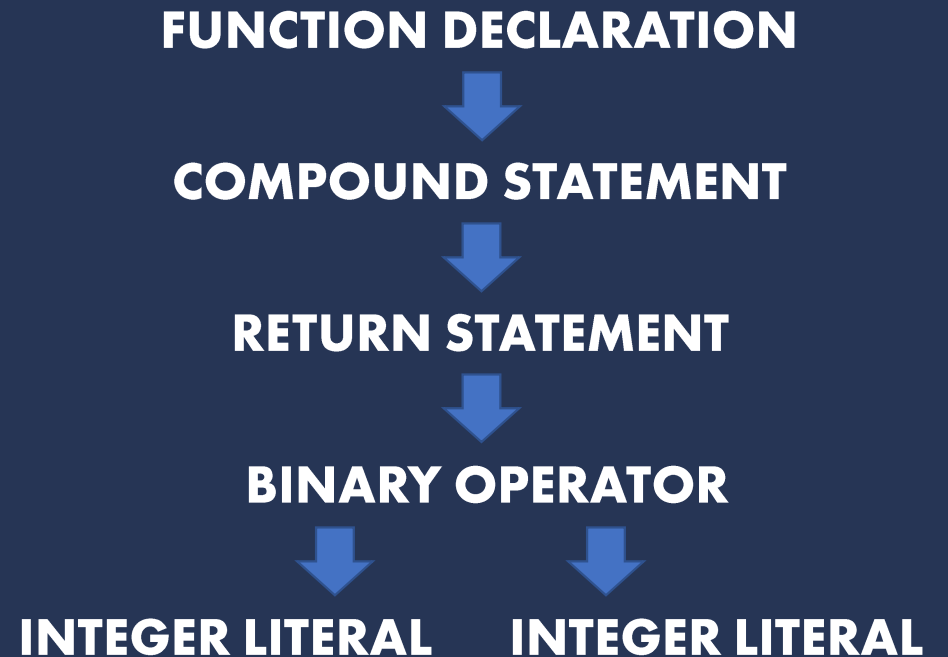 FUNCTION DECLARATION
COMPOUND STATEMENT
RETURN STATEMENT
BINARY OPERATOR
INTEGER LITERAL INTEGER LITERAL